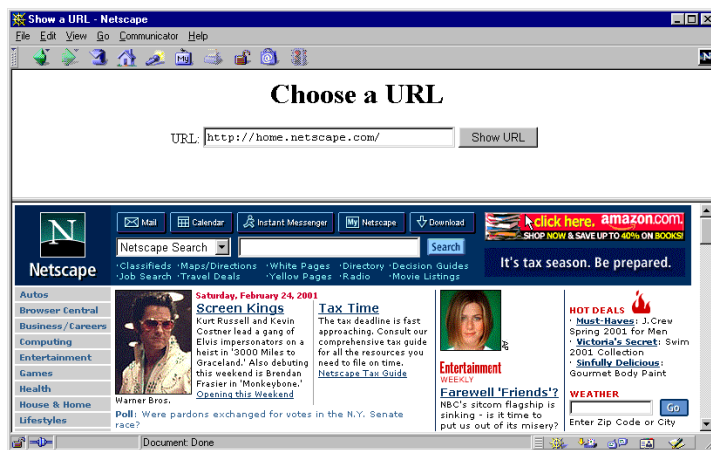 Show a URL - Netscape
File Edit View Go Communicator Help
My
N
Choose a URL
URL: http://home.netscape.com/ Show URL
N
Netscape
Mail Calendar Instant Messenger My Netscape Download
Netscape Search Search
·Classifieds ·Maps/Directions ·White Pages ·Directory ·Decision Guides
·Job Search ·Travel Deals ·Yellow Pages ·Radio ·Movie Listings
click here. amazon.com.
SHOP NOW & SAVE UP TO 40% ON BOOKS!
It's tax season. Be prepared.
Autos
Browser Central
Business/Careers
Computing
Entertainment
Games
Health
House & Home
Lifestyles
Warner Bros.
Saturday, February 24, 2001
Screen Kings
Kurt Russell and Kevin
Costner lead a gang of
Elvis impersonators on a
heist in '3000 Miles to
Graceland.' Also debuting
this weekend is Brendan
Frasier in 'Monkeybone.'
Opening this Weekend
Tax Time
The tax deadline is fast
approaching. Consult our
comprehensive tax guide
for all the resources you
need to file on time.
Netscape Tax Guide
Poll: Were pardons exchanged for votes in the N.Y. Senate
race?
AP
Entertainment
WEEKLY
Farewell 'Friends'?
NBC's sitcom flagship is
sinking - is it time to
put us out of its misery?
HOT DEALS
· Must-Haves: J.Crew
Spring 2001 for Men
· Victoria's Secret: Swim
2001 Collection
· Sinfully Delicious:
Gourmet Body Paint
WEATHER
Go
Enter Zip Code or City
Document: Done